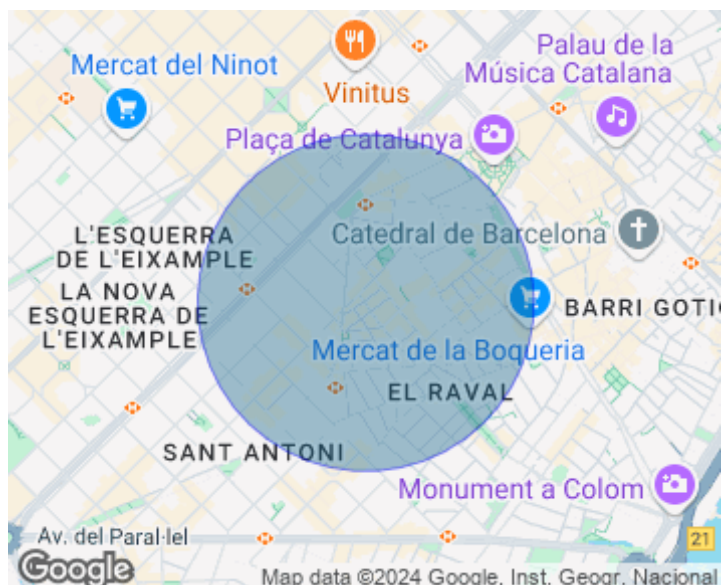 Mercat del Ninot
Vinitus
Palau de la
Música Catalana
Plaça de Catalunya
L'ESQUERRA
DE L'EIXAMPLE
Catedral de Barcelona
LA NOVA
ESQUERRA DE
L'EIXAMPLE
BARRI GOTIC
Mercat de la Boqueria
EL RAVAL
SANT ANTONI
Monument a Colom
Av. del Paral·lel
21
Google
Map data ©2024 Google, Inst. Geogr. Nacional